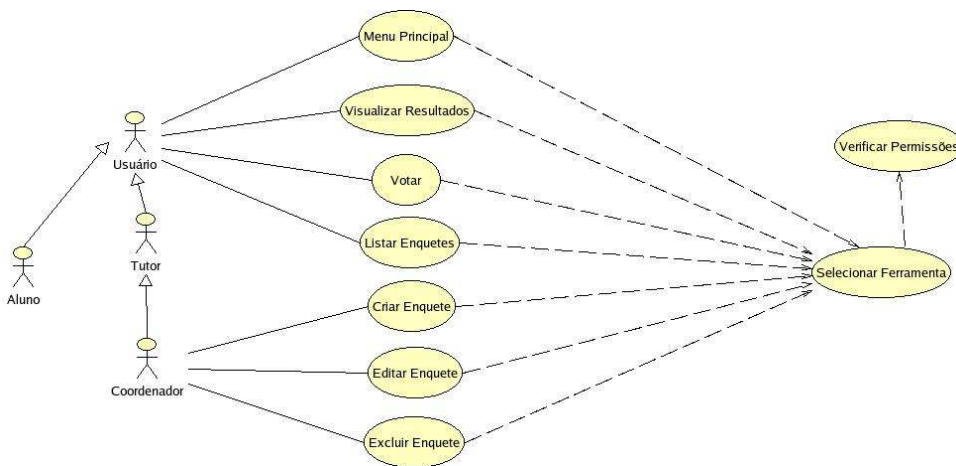 Menu Principal
Visualizar Resultados
Usuário
Verificar Permissões
Votar
Listar Enquetes
Tutor
Aluno
Selecionar Ferramenta
Criar Enquete
Coordenador
Editar Enquete
Excluir Enquete